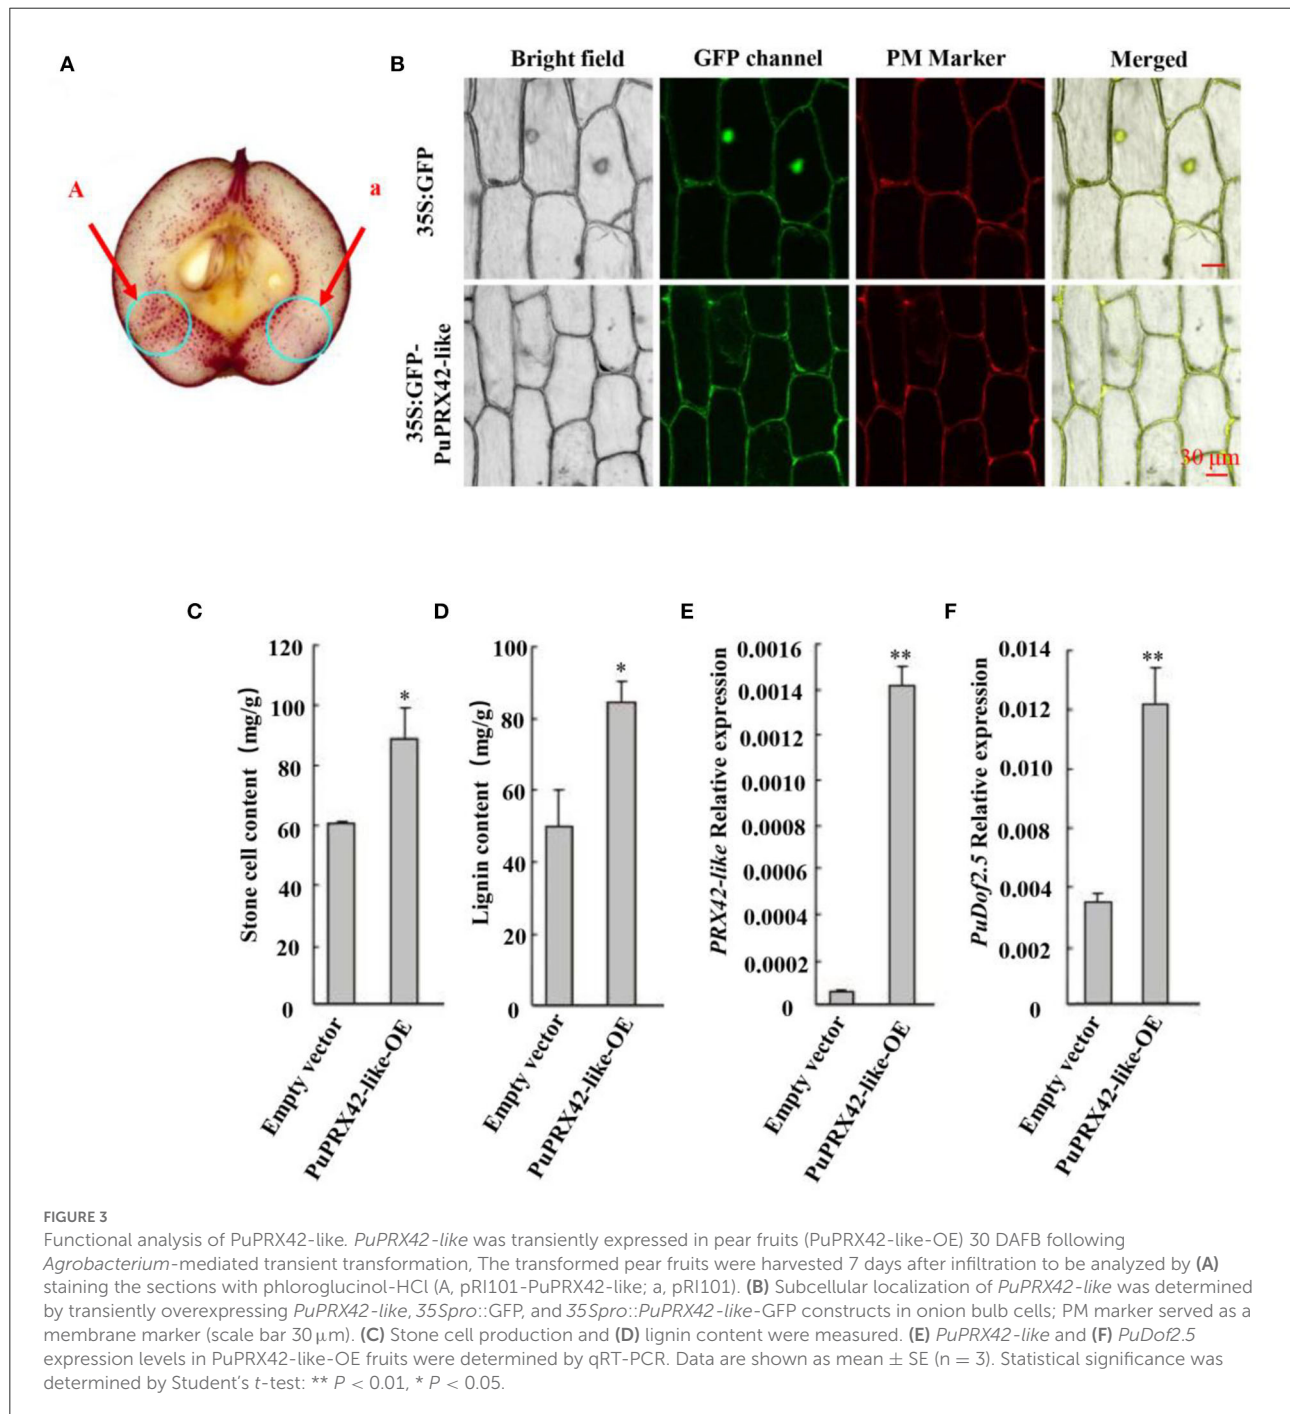 A
B
Bright field
GFP channel
PM Marker
Merged
A
a
35S:GFP
35S:GFP-
PuPRX42-like
30 μm
C
D
E
F
Stone cell content (mg/g)
120
100
80
60
40
20
0
*
Empty vector
PuPRX42-like-OE
Lignin content (mg/g)
100
80
60
40
20
0
*
Empty vector
PuPRX42-like-OE
PRX42-like Relative expression
0.0016
0.0014
0.0012
0.0010
0.0008
0.0006
0.0004
0.0002
0
**
Empty vector
PuPRX42-like-OE
PuDof2.5 Relative expression
0.014
0.012
0.010
0.008
0.004
0.002
0
**
Empty vector
PuPRX42-like-OE
FIGURE 3
Functional analysis of PuPRX42-like. PuPRX42-like was transiently expressed in pear fruits (PuPRX42-like-OE) 30 DAFB following
Agrobacterium-mediated transient transformation, The transformed pear fruits were harvested 7 days after infiltration to be analyzed by (A)
staining the sections with phloroglucinol-HCl (A, pRI101-PuPRX42-like; a, pRI101). (B) Subcellular localization of PuPRX42-like was determined
by transiently overexpressing PuPRX42-like, 35Spro::GFP, and 35Spro::PuPRX42-like-GFP constructs in onion bulb cells; PM marker served as a
membrane marker (scale bar 30 μm). (C) Stone cell production and (D) lignin content were measured. (E) PuPRX42-like and (F) PuDof2.5
expression levels in PuPRX42-like-OE fruits were determined by qRT-PCR. Data are shown as mean ± SE (n = 3). Statistical significance was
determined by Student's t-test: ** P < 0.01, * P < 0.05.